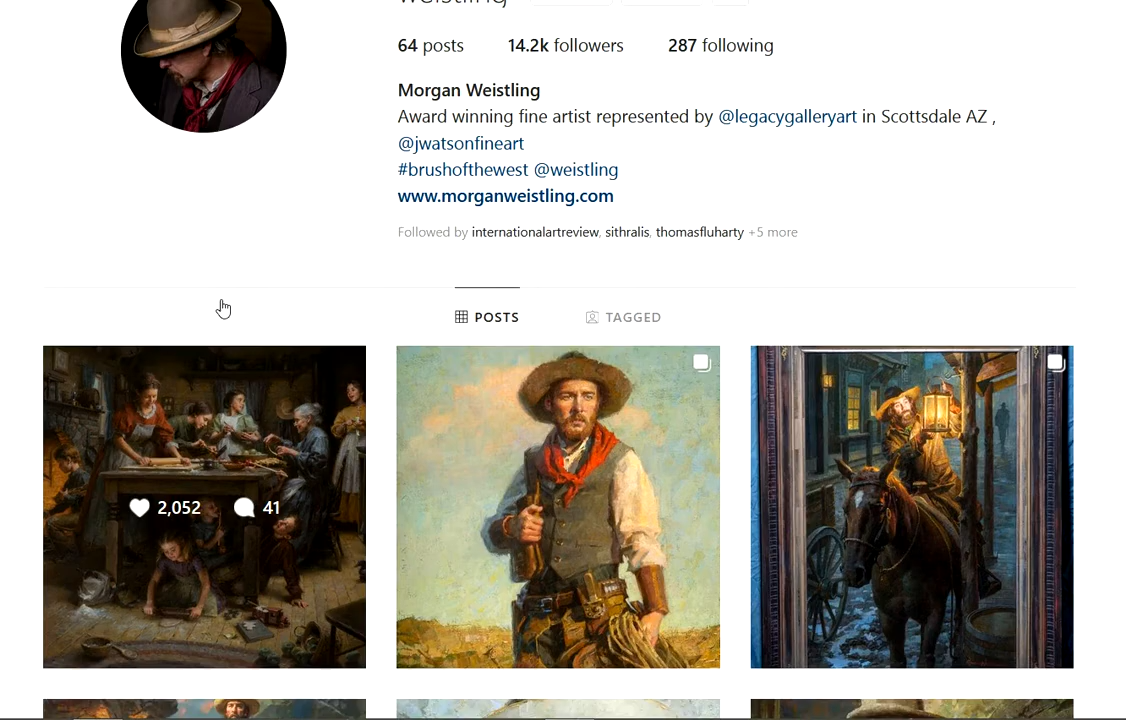 weistling
64 posts 14.2k followers 287 following
Morgan Weistling
Award winning fine artist represented by @legacygalleryart in Scottsdale AZ ,
@jwatsonfineart
#brushofthewest @weistling
www.morganweistling.com
Followed by internationalartreview, sithralis, thomasfluharty +5 more
POSTS TAGGED
2,052 41